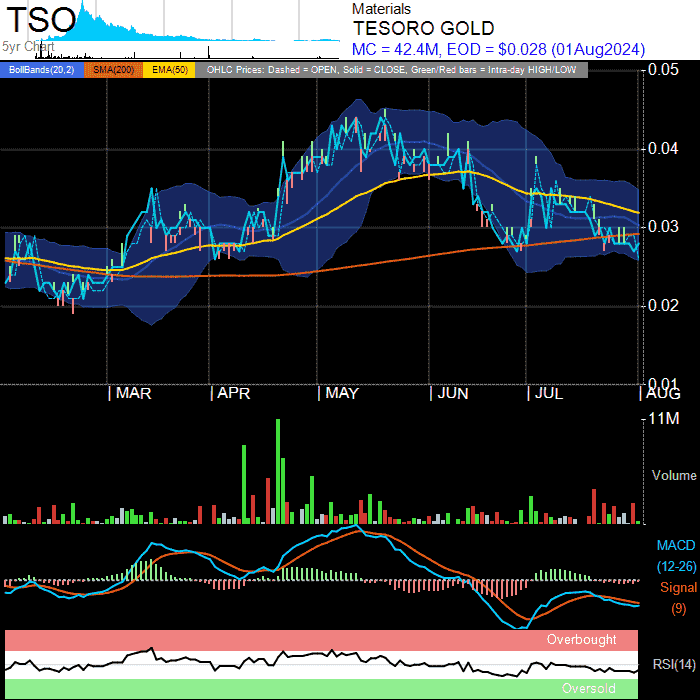 TSO
5yr Chart
Materials
TESORO GOLD
MC = 42.4M, EOD = $0.028 (01Aug2024)
BollBands(20,2) SMA(200) EMA(50) OHLC Prices: Dashed = OPEN, Solid = CLOSE, Green/Red bars = Intra-day HIGH/LOW
0.05
0.04
0.03
0.02
0.01
MAR APR MAY JUN JUL AUG
11M
Volume
MACD
(12-26)
Signal
(9)
Overbought
RSI(14)
Oversold